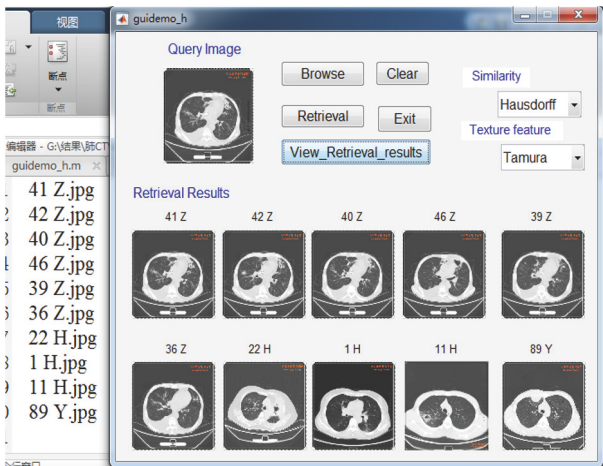 视图
guidemo_h
断点
断点
编辑器 - G:\结果\肺CT
guidemo_h.m
41 Z.jpg
42 Z.jpg
40 Z.jpg
46 Z.jpg
39 Z.jpg
36 Z.jpg
22 H.jpg
1 H.jpg
11 H.jpg
89 Y.jpg
Query Image
Browse
Clear
Retrieval
Exit
View_Retrieval_results
Similarity
Hausdorff
Texture feature
Tamura
Retrieval Results
41 Z 42 Z 40 Z 46 Z 39 Z
36 Z 22 H 1 H 11 H 89 Y